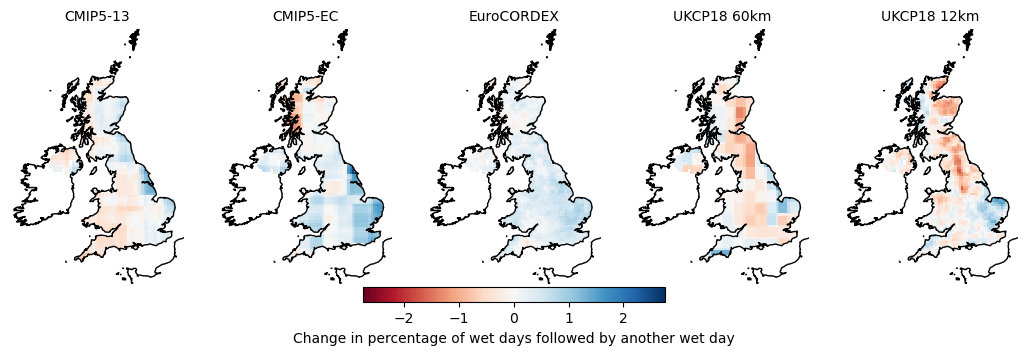 CMIP5-13 CMIP5-EC EuroCORDEX UKCP18 60km UKCP18 12km
−2 −1 0 1 2
Change in percentage of wet days followed by another wet day